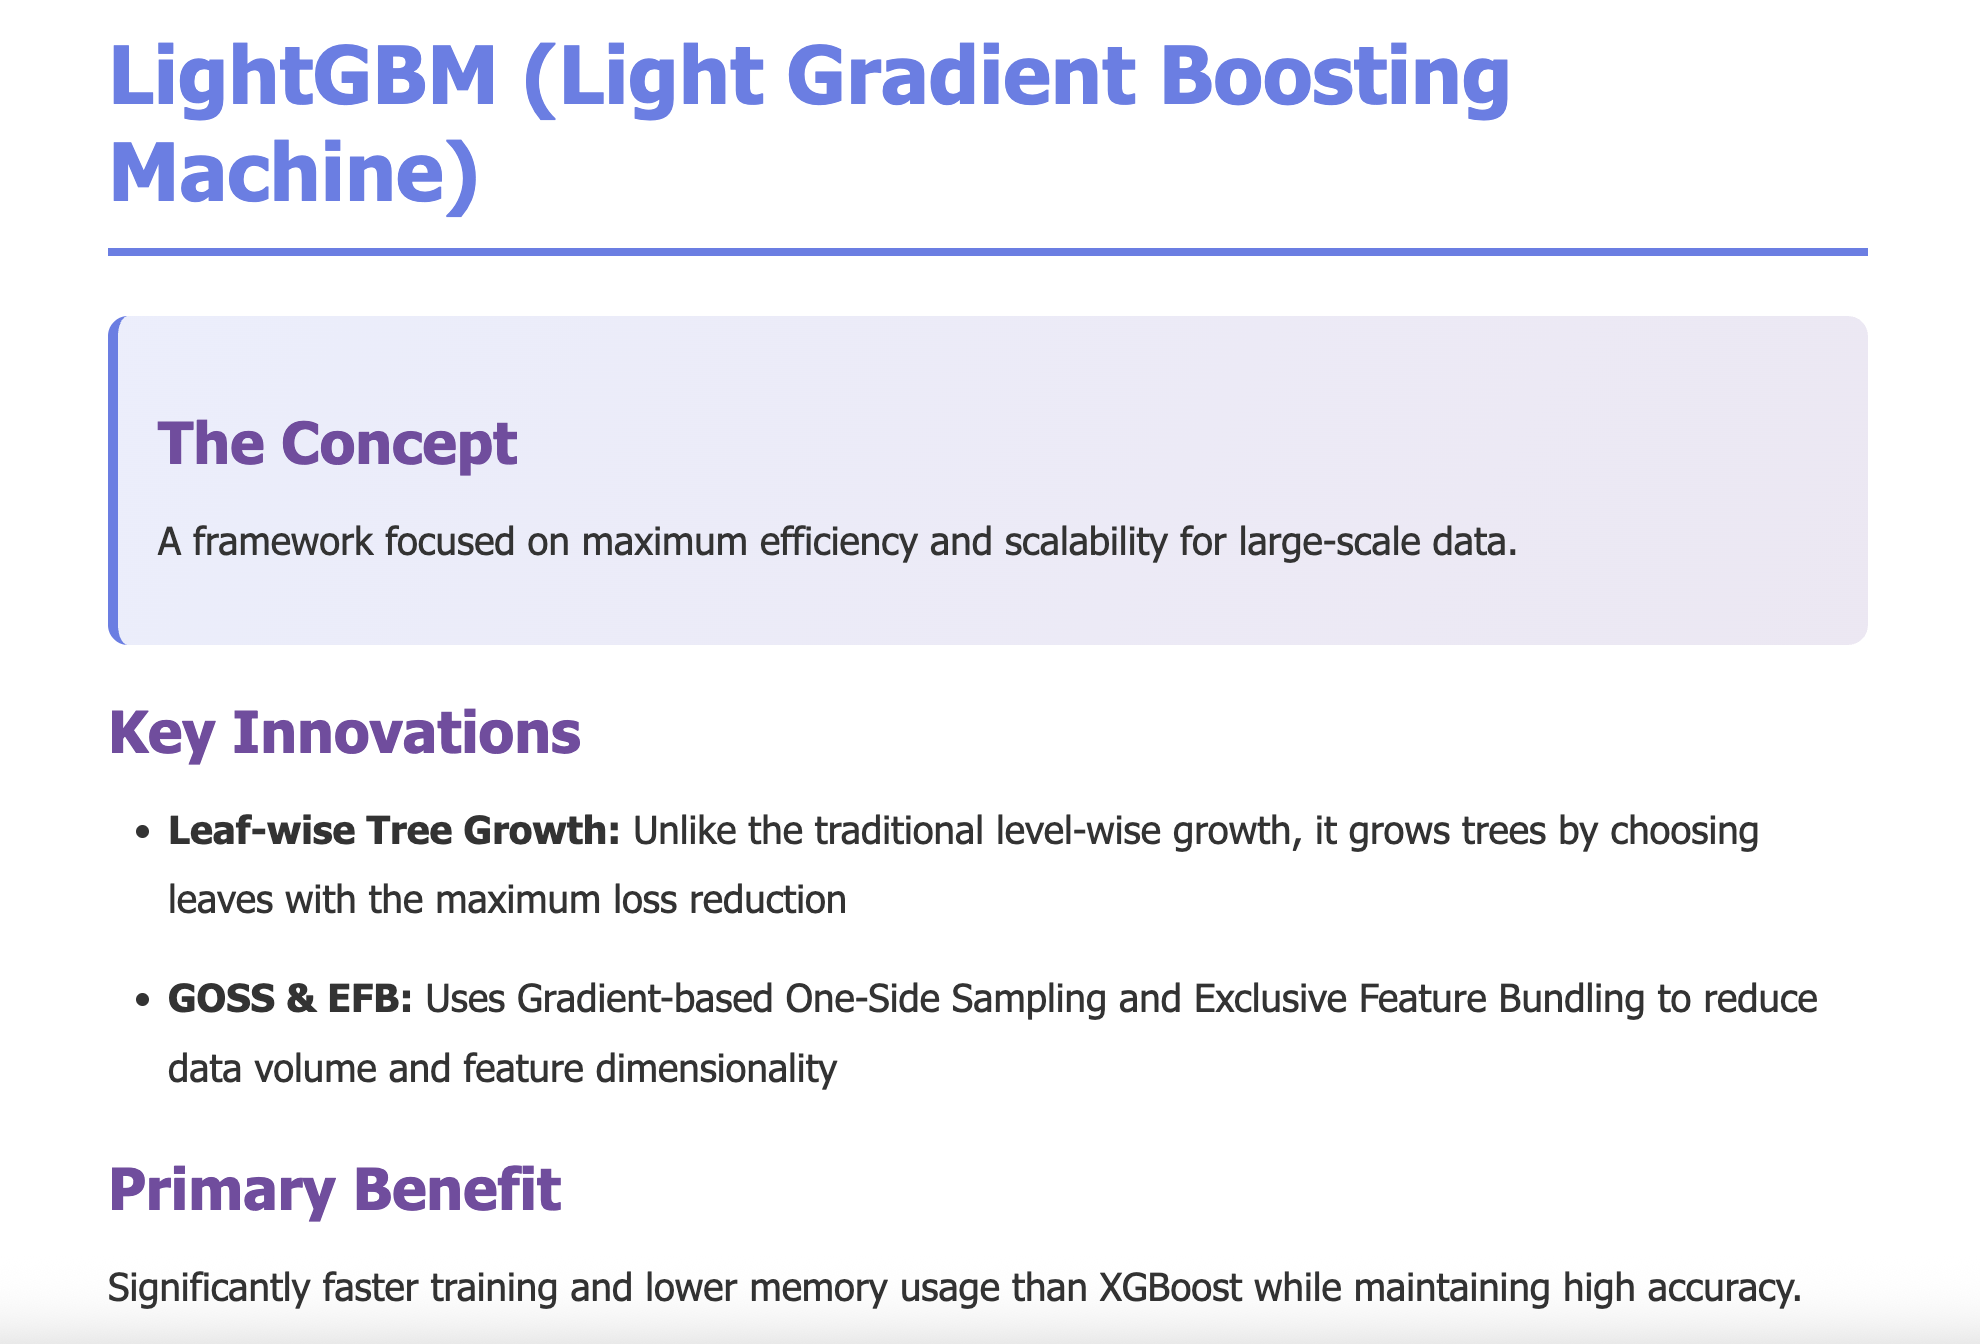 LightGBM (Light Gradient Boosting
Machine)
The Concept
A framework focused on maximum efficiency and scalability for large-scale data.
Key Innovations
• Leaf-wise Tree Growth: Unlike the traditional level-wise growth, it grows trees by choosing
leaves with the maximum loss reduction
• GOSS & EFB: Uses Gradient-based One-Side Sampling and Exclusive Feature Bundling to reduce
data volume and feature dimensionality
Primary Benefit
Significantly faster training and lower memory usage than XGBoost while maintaining high accuracy.